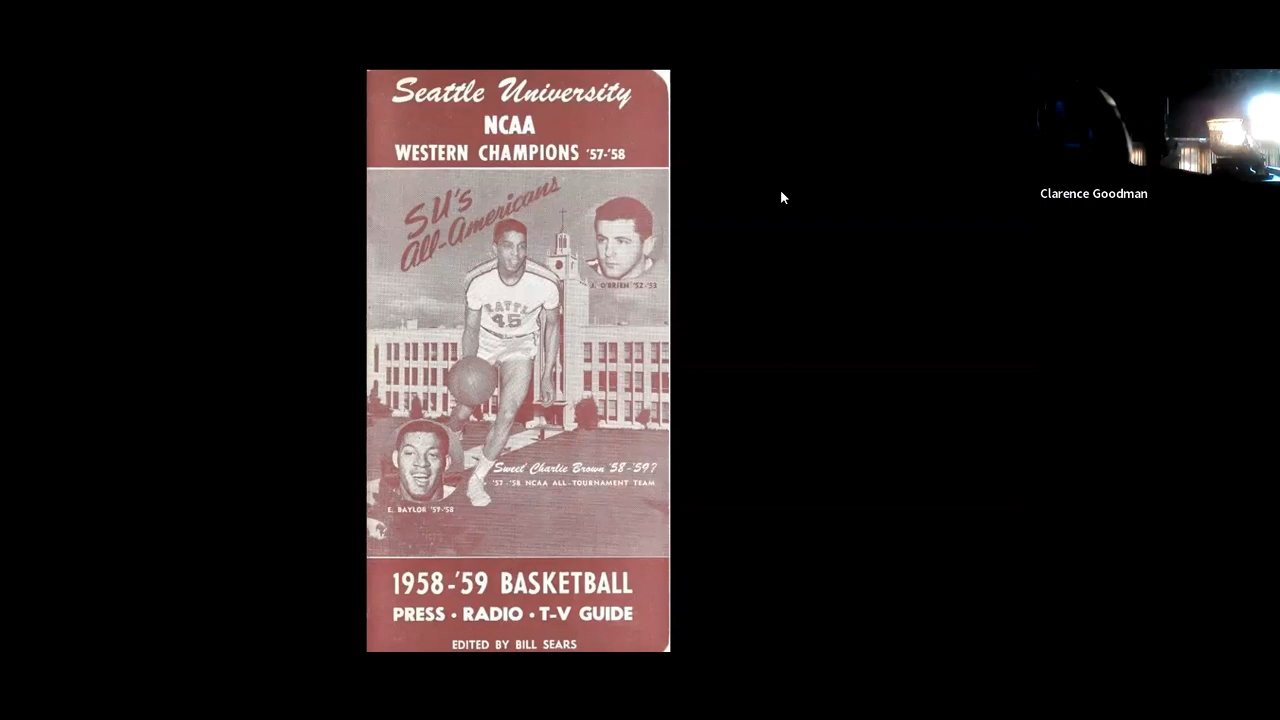 Seattle University
NCAA
WESTERN CHAMPIONS '57-'58
SU's
All-Americans
J. O'BRIEN '52-'53
45
"Sweet" Charlie Brown '58-'59?
'57-'58 NCAA ALL-TOURNAMENT TEAM
E. BAYLOR '57-'58
1958-'59 BASKETBALL
PRESS • RADIO • T-V GUIDE
EDITED BY BILL SEARS
Clarence Goodman